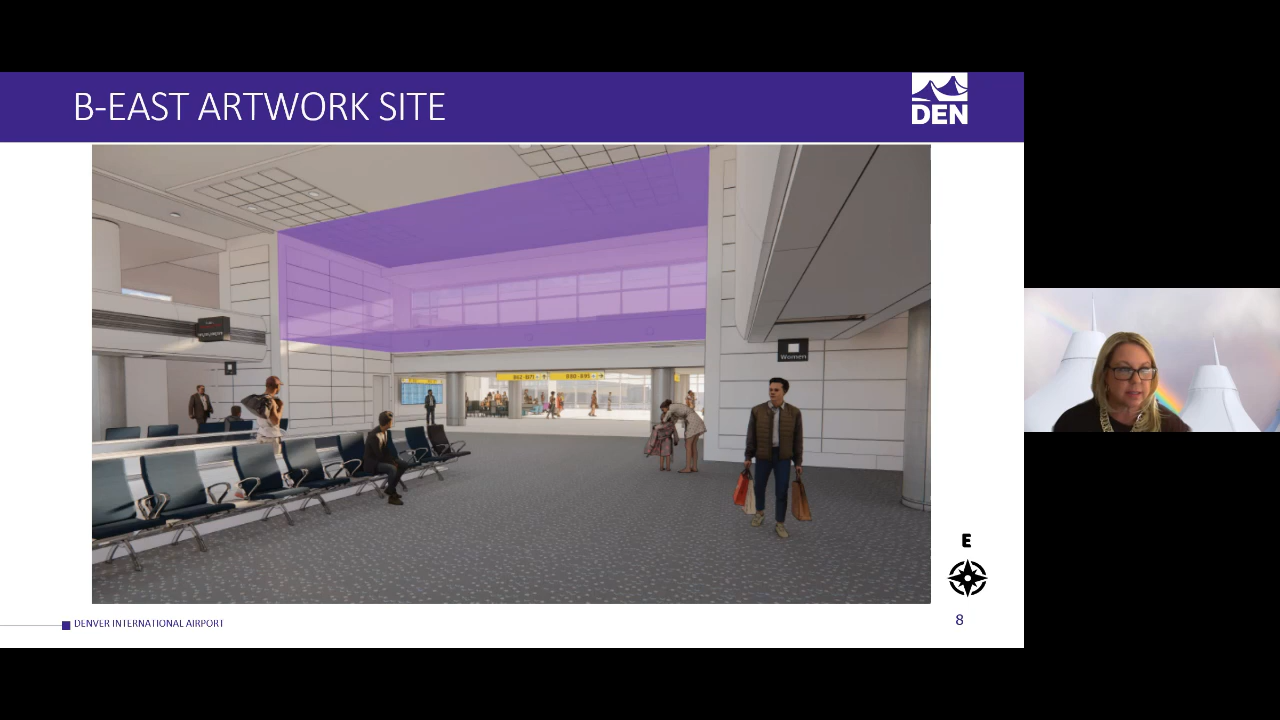 B-EAST ARTWORK SITE
DEN
Women
E
DENVER INTERNATIONAL AIRPORT
8